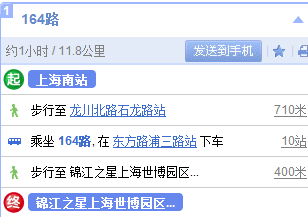 1
164路
约1小时 / 11.8公里 发送到手机
起 上海南站
步行至 龙川北路石龙路站 710米
乘坐 164路, 在 东方路浦三路站 下车 10站
步行至 锦江之星上海世博园区... 400米
终 锦江之星上海世博园区...